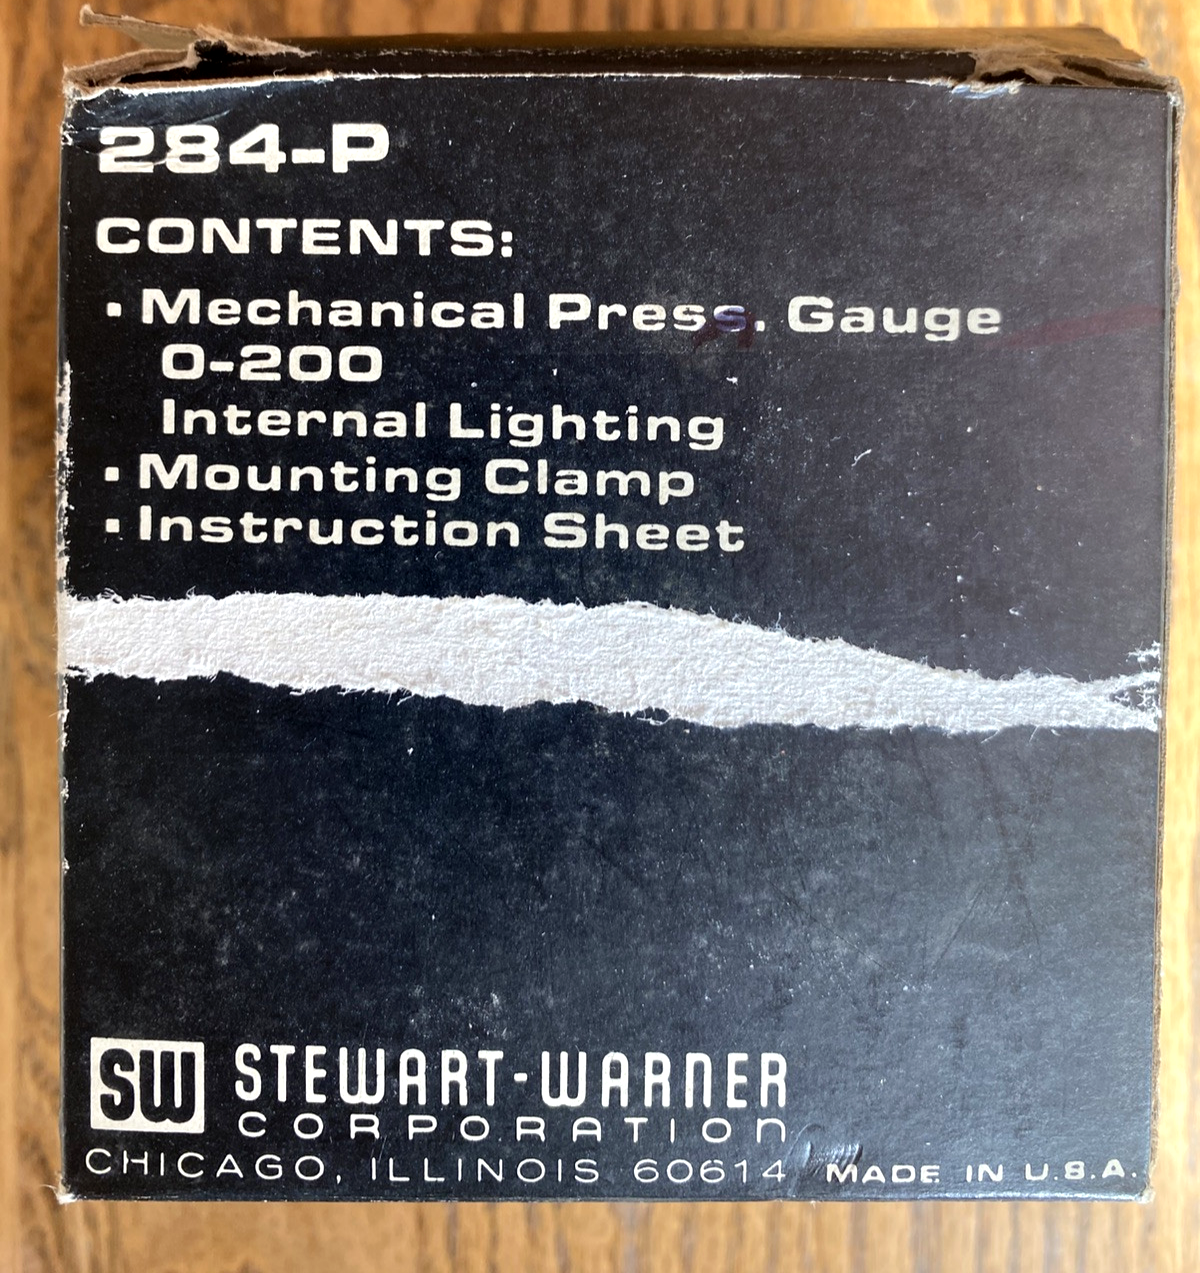 284-P
CONTENTS:
▪ Mechanical Press. Gauge
0-200
Internal Lighting
▪ Mounting Clamp
▪ Instruction Sheet
SW STEWART-WARNER
CORPORATION
CHICAGO, ILLINOIS 60614 MADE IN U.S.A.